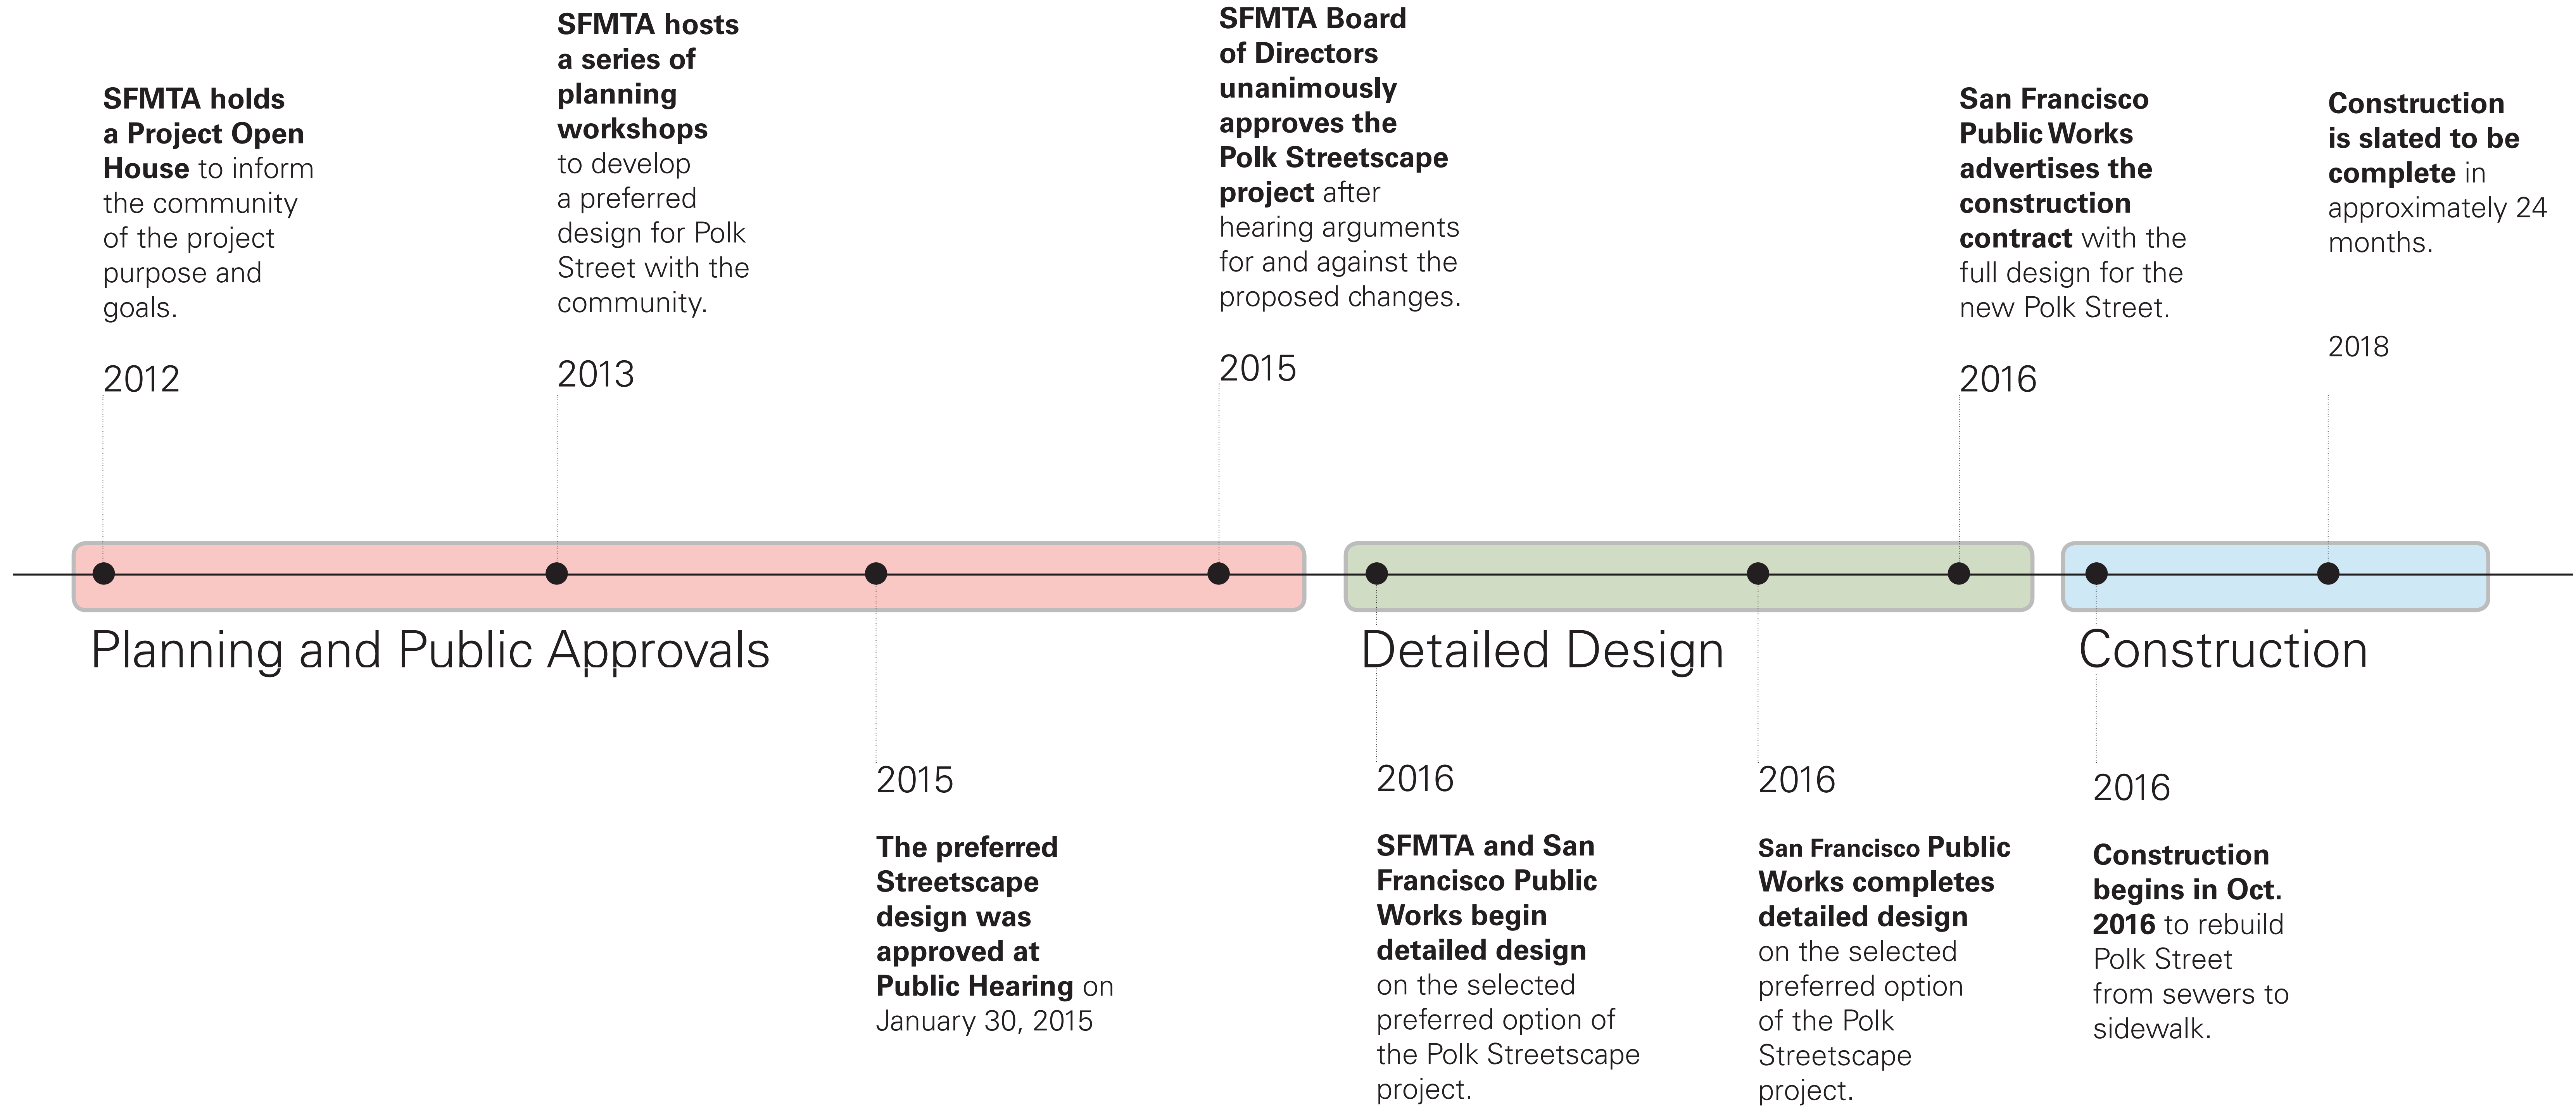 SFMTA holds
a Project Open
House to inform
the community
of the project
purpose and
goals.
2012
SFMTA hosts
a series of
planning
workshops
to develop
a preferred
design for Polk
Street with the
community.
2013
SFMTA Board
of Directors
unanimously
approves the
Polk Streetscape
project after
hearing arguments
for and against the
proposed changes.
2015
San Francisco
Public Works
advertises the
construction
contract with the
full design for the
new Polk Street.
2016
Construction
is slated to be
complete in
approximately 24
months.
2018
Planning and Public Approvals
Detailed Design
Construction
2015
The preferred
Streetscape
design was
approved at
Public Hearing on
January 30, 2015
2016
SFMTA and San
Francisco Public
Works begin
detailed design
on the selected
preferred option of
the Polk Streetscape
project.
2016
San Francisco Public
Works completes
detailed design
on the selected
preferred option
of the Polk
Streetscape
project.
2016
Construction
begins in Oct.
2016 to rebuild
Polk Street
from sewers to
sidewalk.